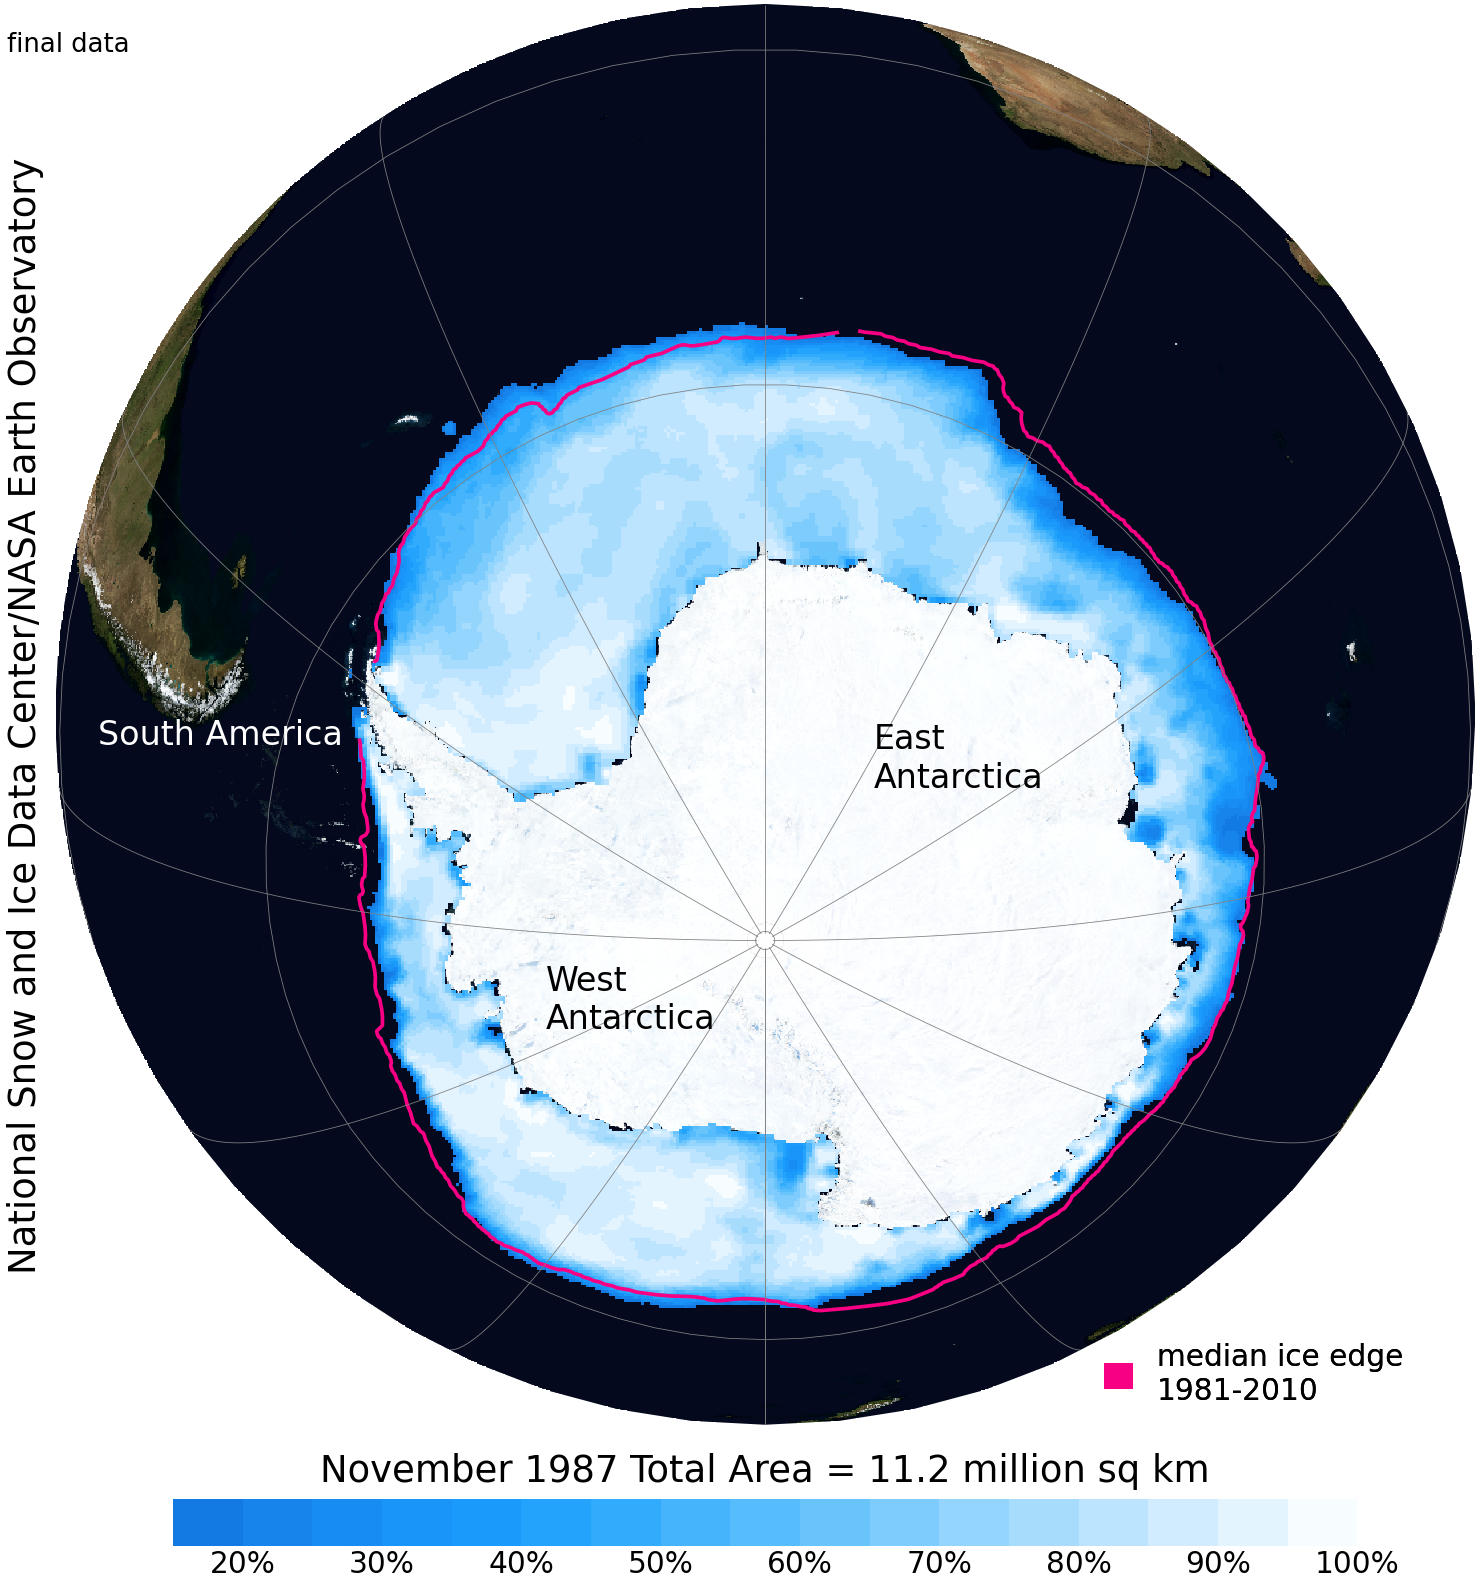 final data
National Snow and Ice Data Center/NASA Earth Observatory
South America
East
Antarctica
West
Antarctica
median ice edge
1981-2010
November 1987 Total Area = 11.2 million sq km
20% 30% 40% 50% 60% 70% 80% 90% 100%